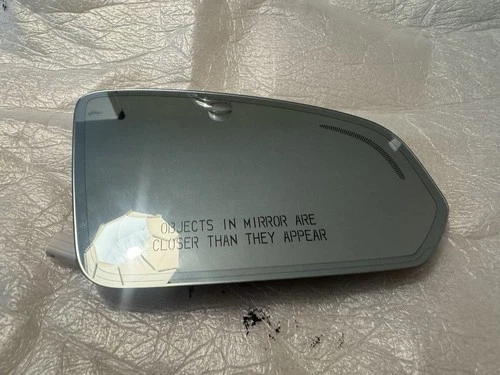 OBJECTS IN MIRROR ARE
CLOSER THAN THEY APPEAR